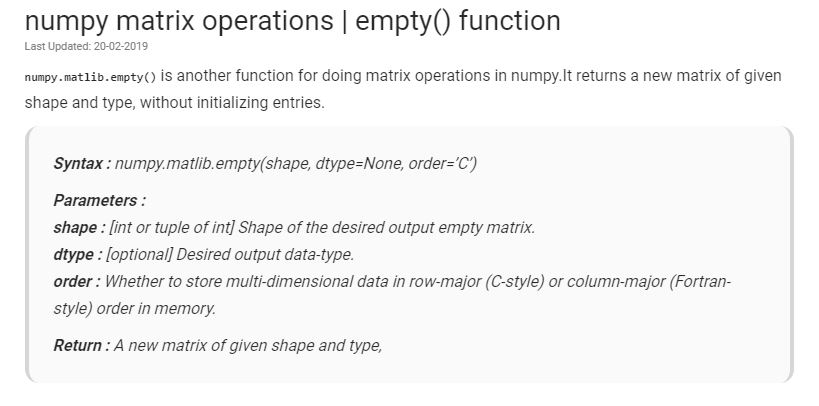 numpy matrix operations | empty() function
Last Updated: 20-02-2019
numpy.matlib.empty() is another function for doing matrix operations in numpy.It returns a new matrix of given
shape and type, without initializing entries.
Syntax : numpy.matlib.empty(shape, dtype=None, order=’C’)
Parameters :
shape : [int or tuple of int] Shape of the desired output empty matrix.
dtype : [optional] Desired output data-type.
order : Whether to store multi-dimensional data in row-major (C-style) or column-major (Fortran-
style) order in memory.
Return : A new matrix of given shape and type,